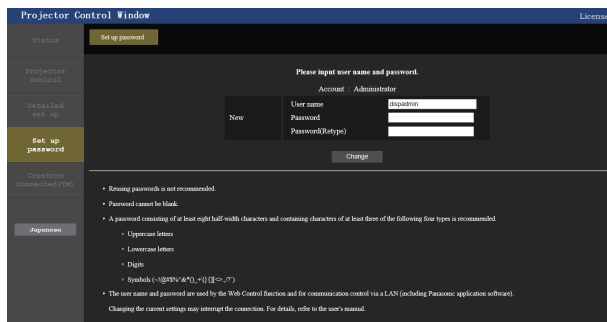 Projector Control Window
License
Status
Set up password
Projector control
Detailed set up
Set up password
Crestron Connected(TM)
Japanese
Please input user name and password.
Account : Administrator
New
User name
dispadmin
Password
Password(Retype)
Change
• Reusing passwords is not recommended.
• Password cannot be blank.
• A password consisting of at least eight half-width characters and containing characters of at least three of the following four types is recommended.
Uppercase letters
Lowercase letters
Digits
• The user name and password are used by the Web Control function and for communication control via a LAN (including Panasonic application software).
Changing the current settings may interrupt the connection. For details, refer to the user's manual.